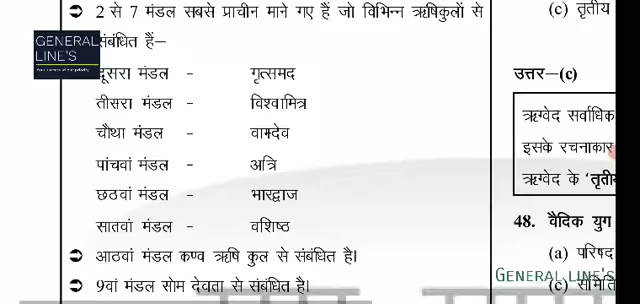 ➲ 2 से 7 मंडल सबसे प्राचीन माने गए हैं जो विभिन्न ऋषिकुलों से
संबंधित हैं–
दूसरा मंडल - गृत्समद
तीसरा मंडल - विश्वामित्र
चौथा मंडल - वामदेव
पांचवां मंडल - अत्रि
छठवां मंडल - भारद्वाज
सातवां मंडल - वशिष्ठ
➲ आठवां मंडल कण्व ऋषि कुल से संबंधित है।
➲ 9वां मंडल सोम देवता से संबंधित है।
GENERAL
LINE'S
(c) तृतीय
उत्तर–(c)
ऋग्वेद सर्वाधिक
इसके रचनाकार
ऋग्वेद के 'तृतीय
48. वैदिक युग
(a) परिषद
GENERAL LINE'S
(c) समिति